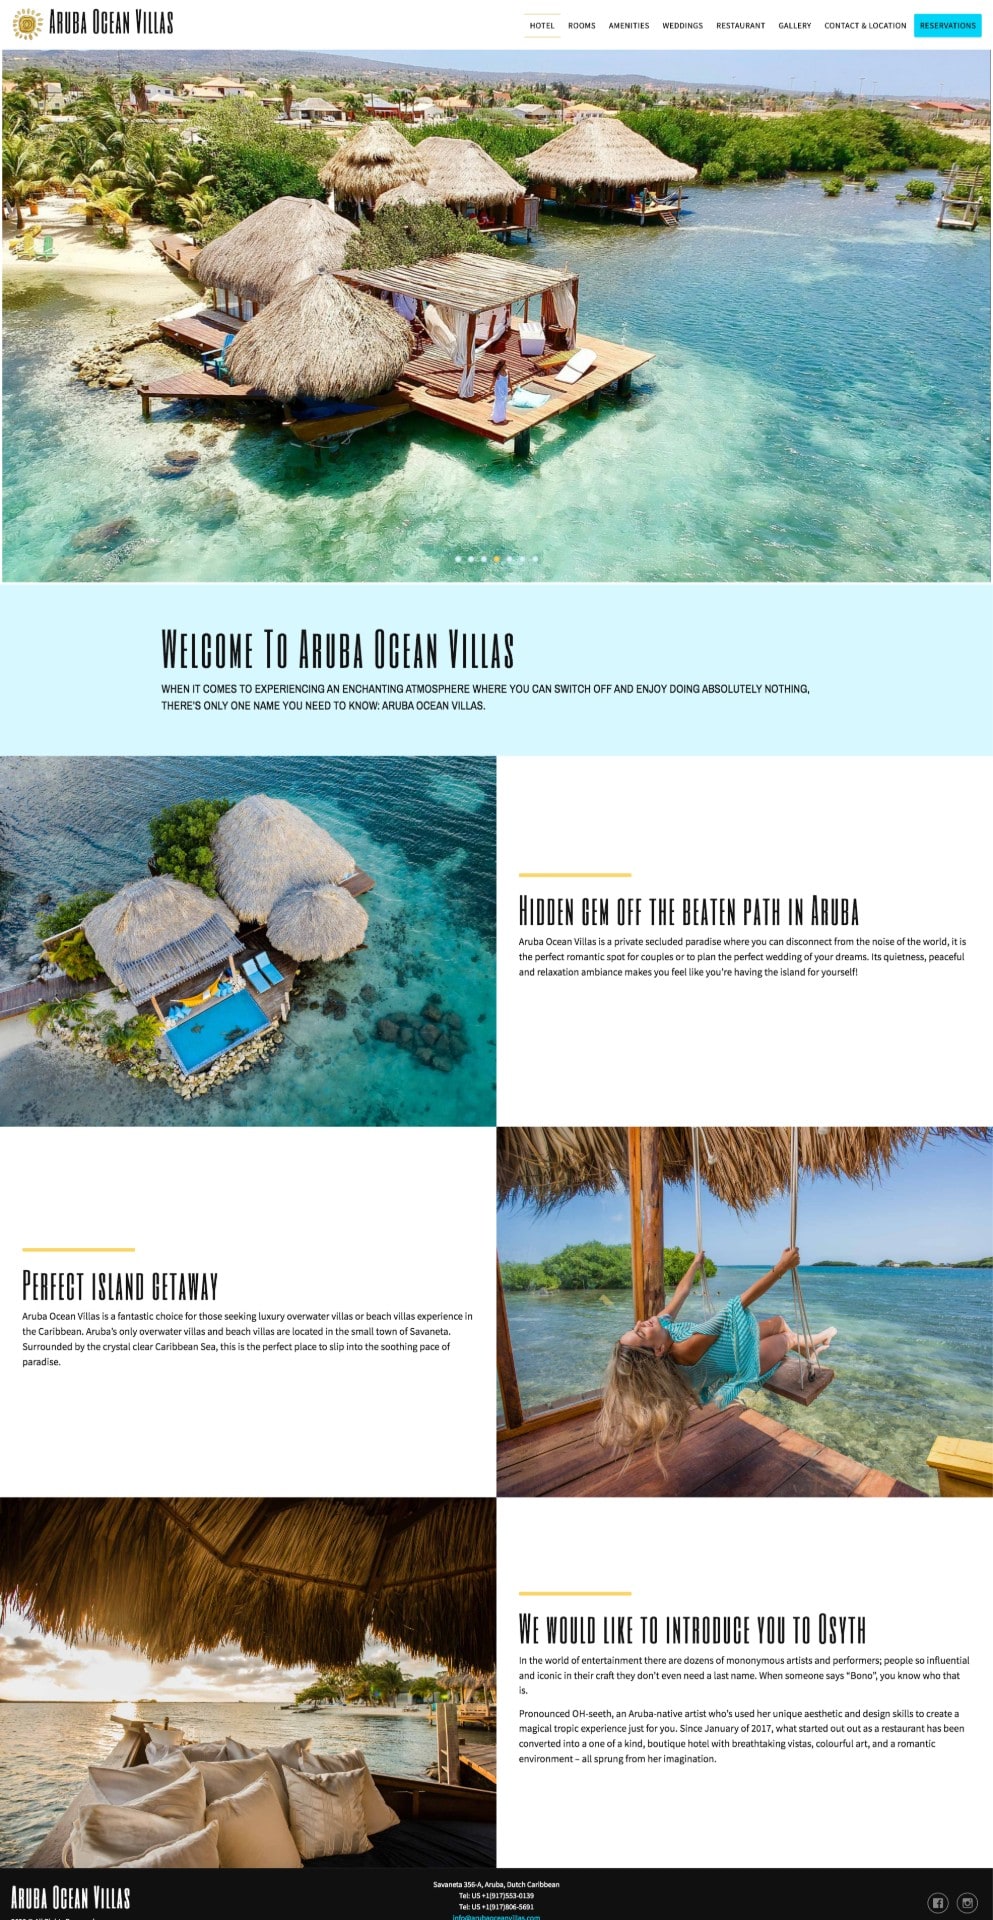 Aruba Ocean Villas
HOTEL ROOMS AMENITIES WEDDINGS RESTAURANT GALLERY CONTACT & LOCATION RESERVATIONS
Welcome To Aruba Ocean Villas
WHEN IT COMES TO EXPERIENCING AN ENCHANTING ATMOSPHERE WHERE YOU CAN SWITCH OFF AND ENJOY DOING ABSOLUTELY NOTHING,
THERE'S ONLY ONE NAME YOU NEED TO KNOW: ARUBA OCEAN VILLAS.
Hidden gem off the beaten path in Aruba
Aruba Ocean Villas is a private secluded paradise where you can disconnect from the noise of the world, it is
the perfect romantic spot for couples or to plan the perfect wedding of your dreams. Its quietness, peaceful
and relaxation ambiance makes you feel like you're having the island for yourself!
Perfect island getaway
Aruba Ocean Villas is a fantastic choice for those seeking luxury overwater villas or beach villas experience in
the Caribbean. Aruba's only overwater villas and beach villas are located in the small town of Savaneta.
Surrounded by the crystal clear Caribbean Sea, this is the perfect place to slip into the soothing pace of
paradise.
We would like to introduce you to Osyth
In the world of entertainment there are dozens of mononymous artists and performers; people so influential
and iconic in their craft they don't even need a last name. When someone says “Bono”, you know who that
is.
Pronounced OH-seeth, an Aruba-native artist who's used her unique aesthetic and design skills to create a
magical tropic experience just for you. Since January of 2017, what started out out as a restaurant has been
converted into a one of a kind, boutique hotel with breathtaking vistas, colourful art, and a romantic
environment – all sprung from her imagination.
Aruba Ocean Villas
Savaneta 356-A, Aruba, Dutch Caribbean
Tel: US +1(917)553-0139
Tel: US +1(917)806-5691
info@arubaoceanvillas.com